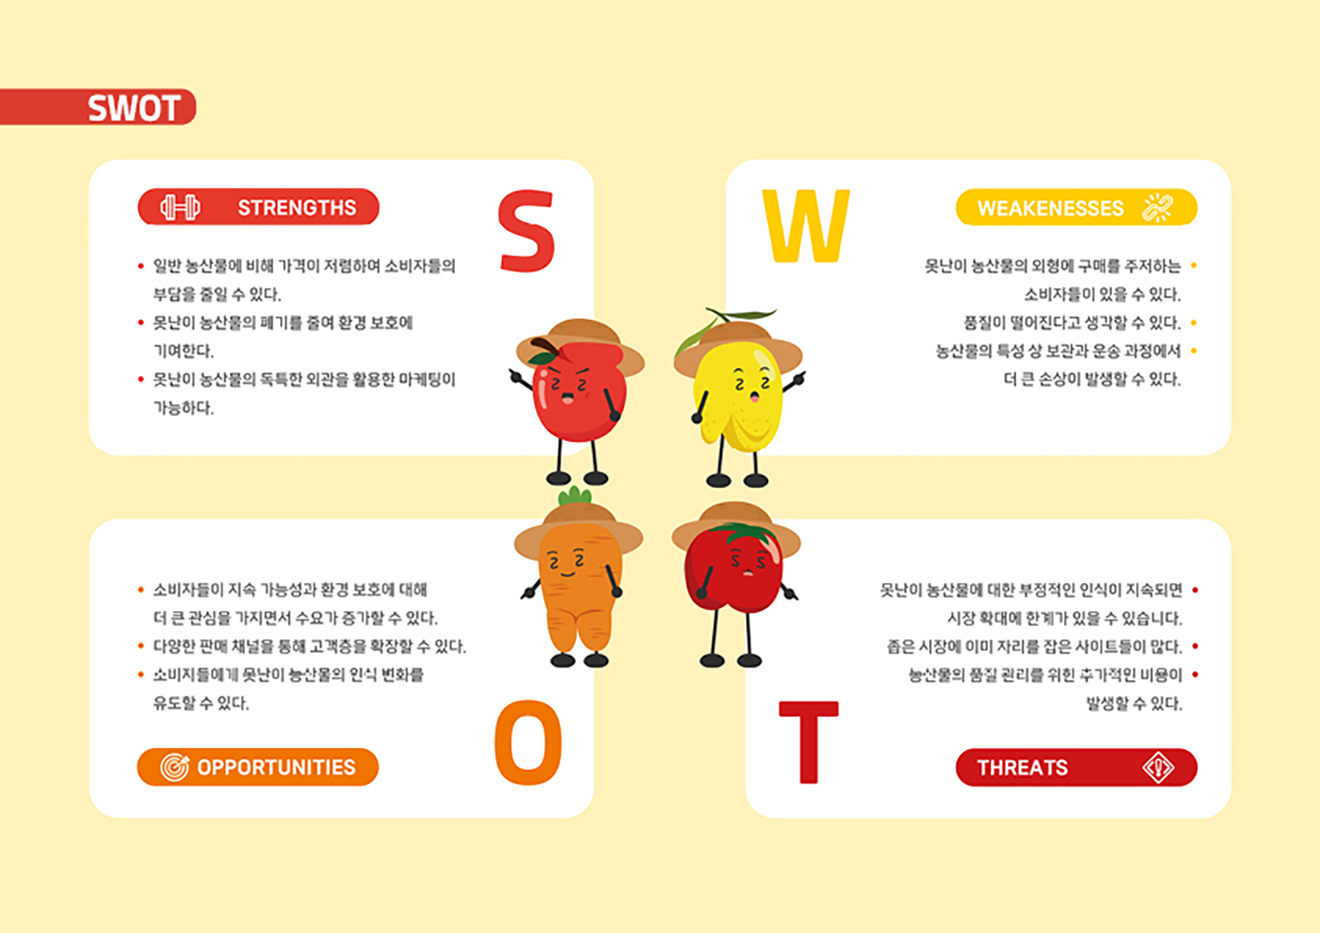 SWOT
STRENGTHS
S
일반 농산물에 비해 가격이 저렴하여 소비자들의
부담을 줄일 수 있다.
못난이 농산물의 폐기를 줄여 환경 보호에
기여한다.
못난이 농산물의 독특한 외관을 활용한 마케팅이
가능하다.
W
WEAKENESSES
못난이 농산물의 외형에 구매를 주저하는
소비자들이 있을 수 있다.
품질이 떨어진다고 생각할 수 있다.
농산물의 특성 상 보관과 운송 과정에서
더 큰 손상이 발생할 수 있다.
소비자들이 지속 가능성과 환경 보호에 대해
더 큰 관심을 가지면서 수요가 증가할 수 있다.
다양한 판매 채널을 통해 고객층을 확장할 수 있다.
소비자들에게 못난이 농산물의 인식 변화를
유도할 수 있다.
O
OPPORTUNITIES
못난이 농산물에 대한 부정적인 인식이 지속되면
시장 확대에 한계가 있을 수 있습니다.
좁은 시장에 이미 자리를 잡은 사이트들이 많다.
농산물의 품질 관리를 위한 추가적인 비용이
발생할 수 있다.
T
THREATS